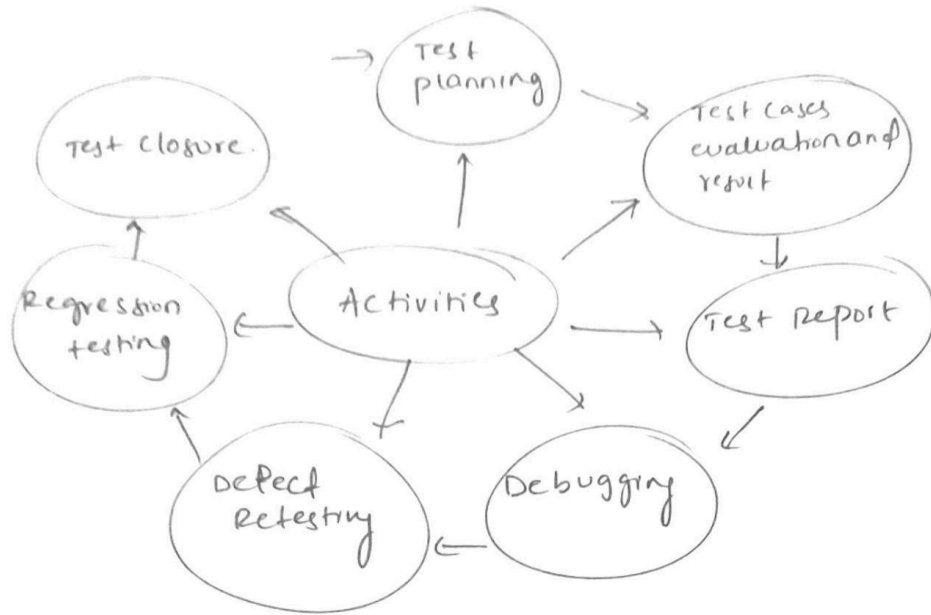 Test
planning
Test cases
evaluation and
result
Test Report
Debugging
Defect
Retesting
Regression
testing
Test Closure.
Activities